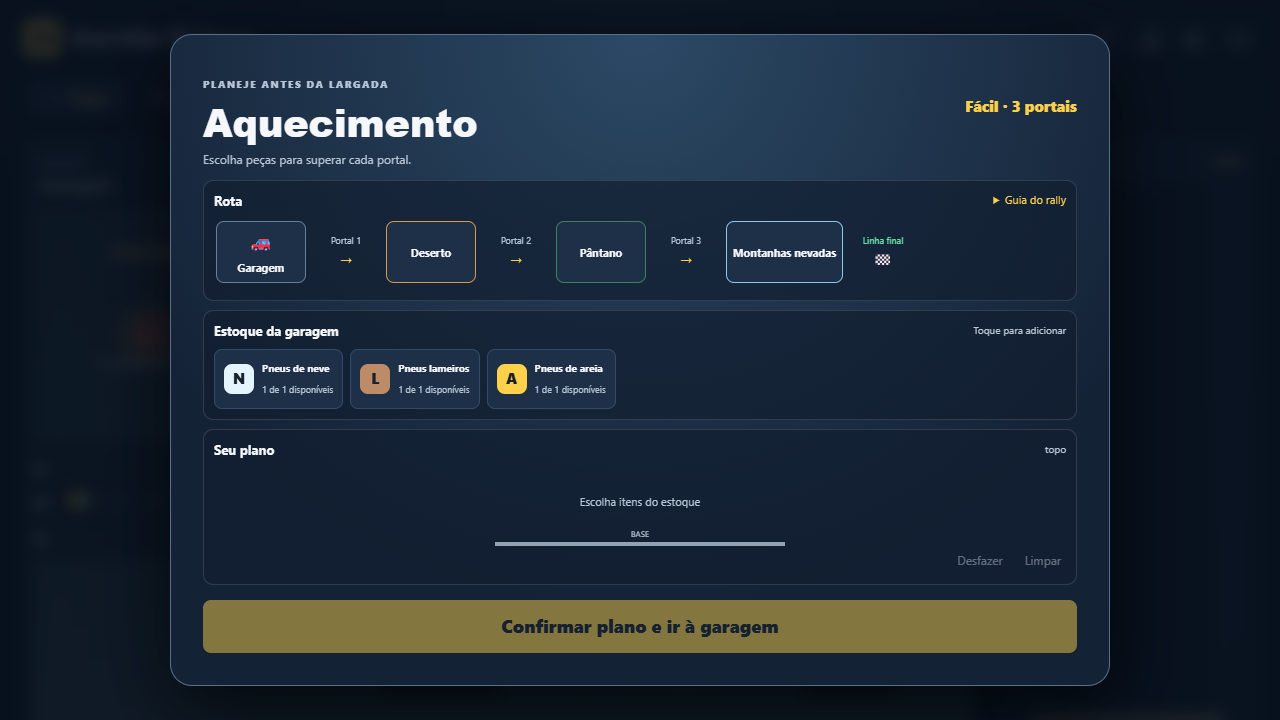 PLANEJE ANTES DA LARGADA
Aquecimento
Fácil · 3 portais
Escolha peças para superar cada portal.
Rota
▶ Guia do rally
Garagem
Portal 1
→
Deserto
Portal 2
→
Pântano
Portal 3
→
Montanhas nevadas
Linha final
Estoque da garagem
Toque para adicionar
N
Pneus de neve
1 de 1 disponíveis
L
Pneus lameiros
1 de 1 disponíveis
A
Pneus de areia
1 de 1 disponíveis
Seu plano
topo
Escolha itens do estoque
BASE
Desfazer
Limpar
Confirmar plano e ir à garagem